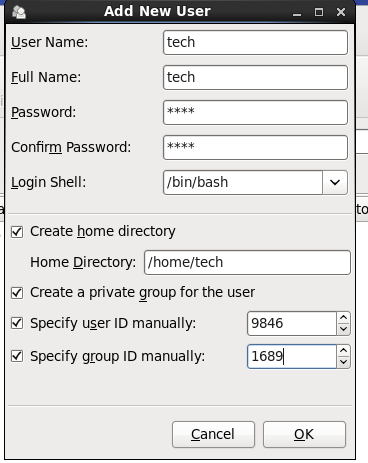 Add New User
User Name: tech
Full Name: tech
Password: ****
Confirm Password: ****
Login Shell: /bin/bash
Create home directory
Home Directory: /home/tech
Create a private group for the user
Specify user ID manually: 9846
Specify group ID manually: 1689
Cancel OK